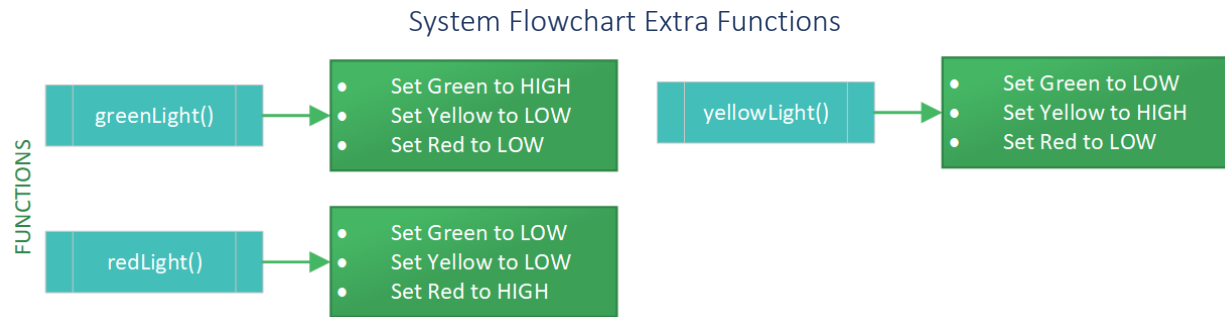 System Flowchart Extra Functions
FUNCTIONS
greenLight()
• Set Green to HIGH
• Set Yellow to LOW
• Set Red to LOW
yellowLight()
• Set Green to LOW
• Set Yellow to HIGH
• Set Red to LOW
redLight()
• Set Green to LOW
• Set Yellow to LOW
• Set Red to HIGH